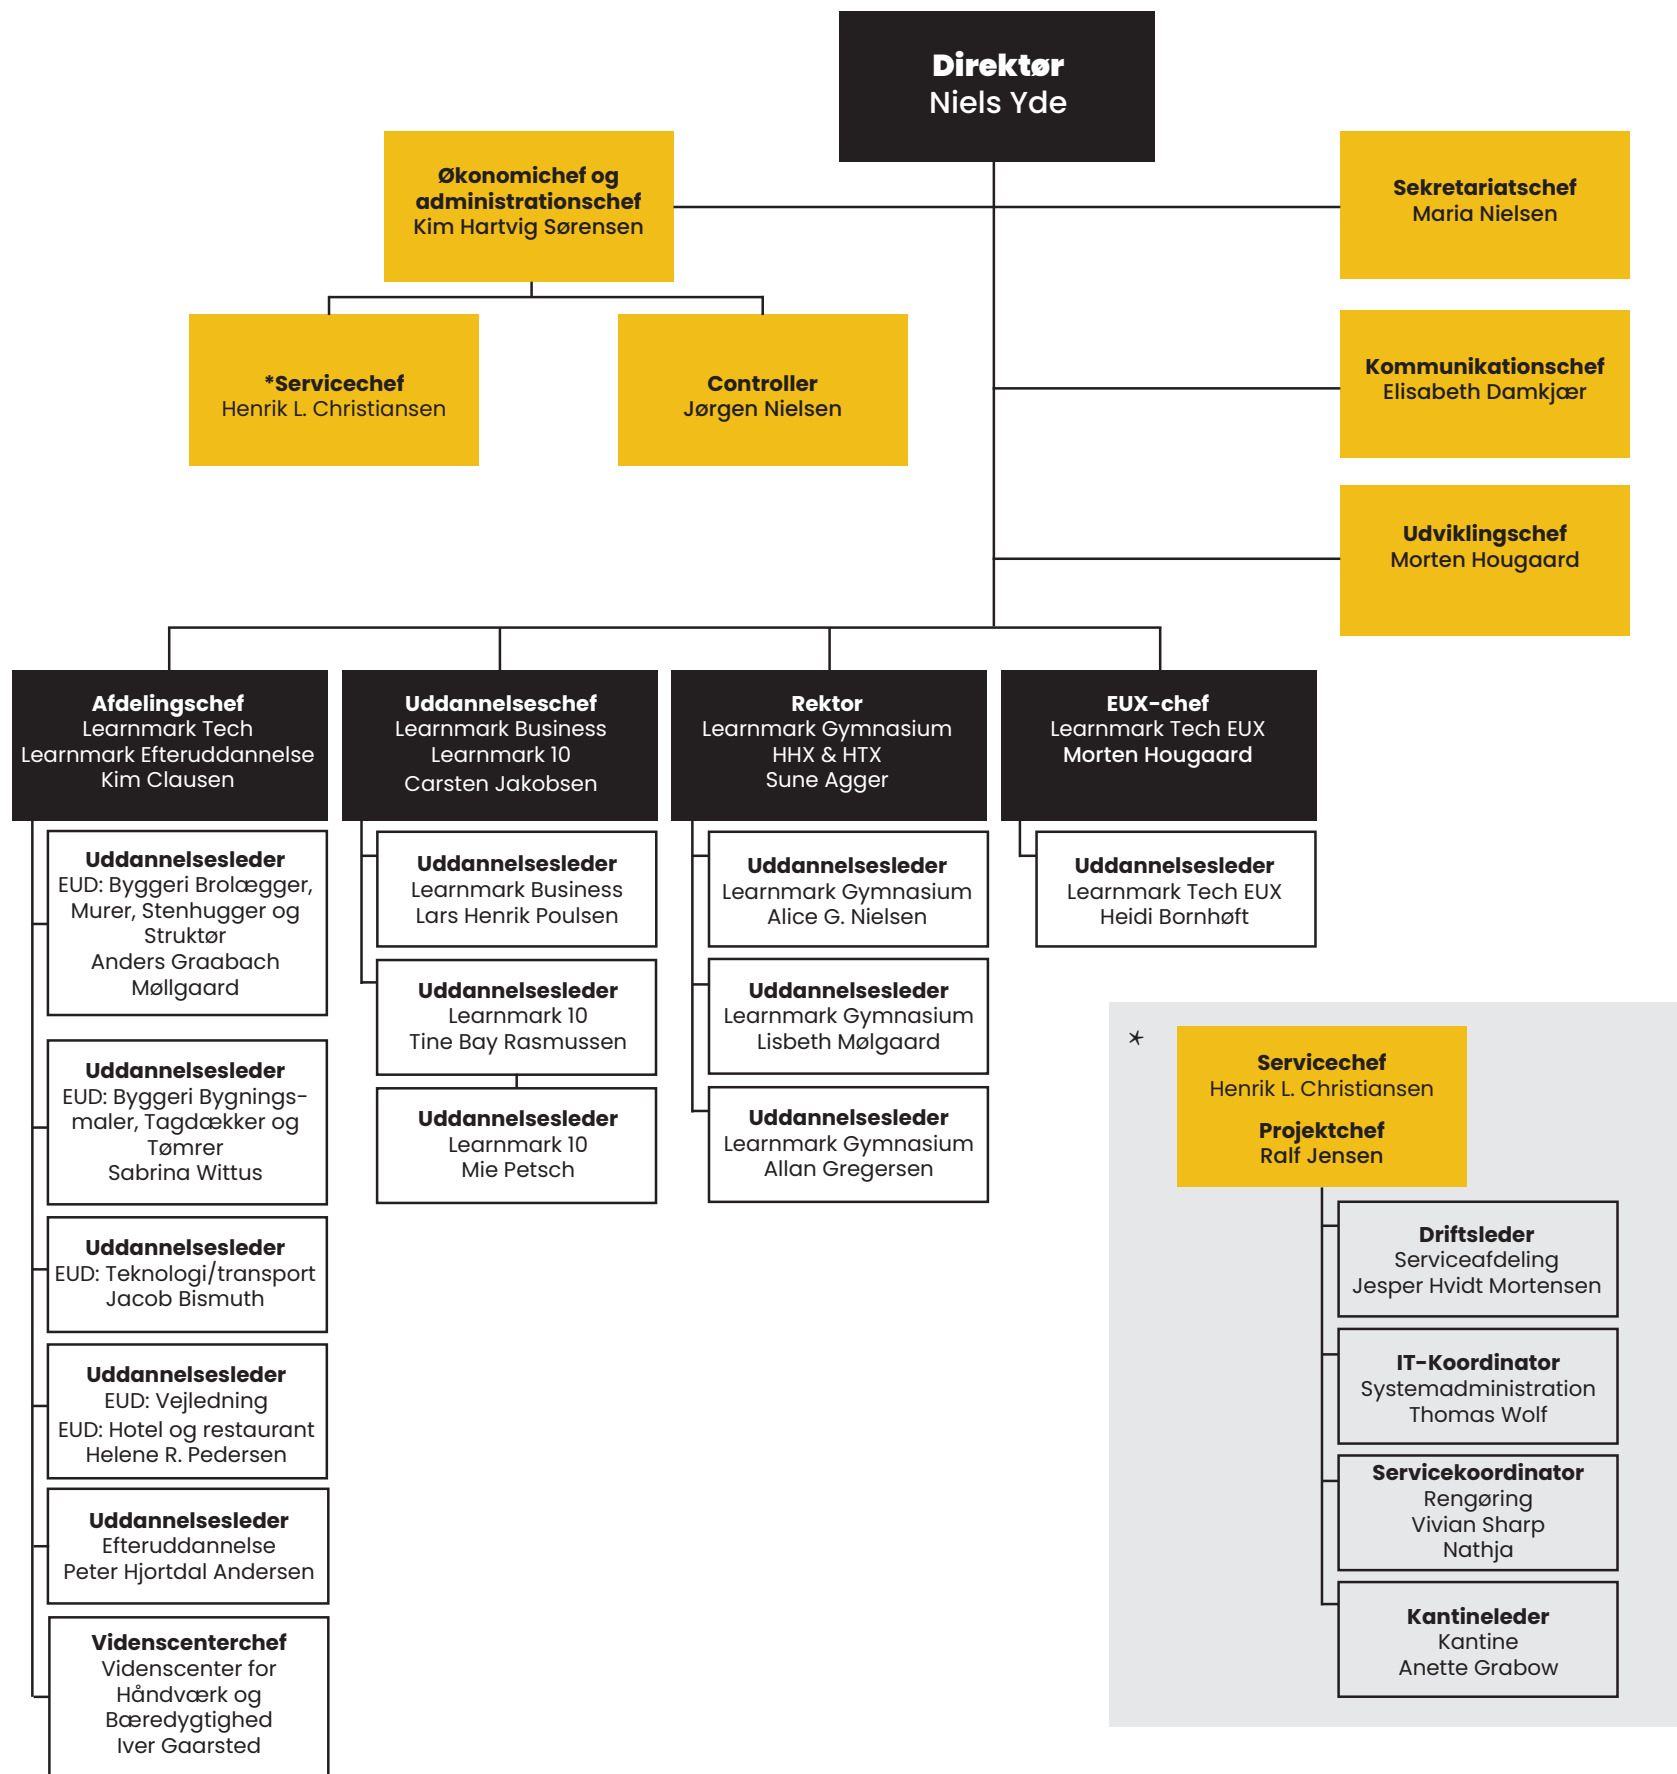 Direktør
Niels Yde
Økonomichef og
administrationschef
Kim Hartvig Sørensen
Sekretariatschef
Maria Nielsen
*Servicechef
Henrik L. Christiansen
Controller
Jørgen Nielsen
Kommunikationschef
Elisabeth Damkjær
Udviklingschef
Morten Hougaard
Afdelingschef
Learnmark Tech
Learnmark Efteruddannelse
Kim Clausen
Uddannelseschef
Learnmark Business
Learnmark 10
Carsten Jakobsen
Rektor
Learnmark Gymnasium
HHX & HTX
Sune Agger
EUX-chef
Learnmark Tech EUX
Morten Hougaard
Uddannelsesleder
EUD: Byggeri Brolægger,
Murer, Stenhugger og
Struktør
Anders Graabach
Møllgaard
Uddannelsesleder
EUD: Byggeri Bygnings-
maler, Tagdækker og
Tømrer
Sabrina Wittus
Uddannelsesleder
EUD: Teknologi/transport
Jacob Bismuth
Uddannelsesleder
EUD: Vejledning
EUD: Hotel og restaurant
Helene R. Pedersen
Uddannelsesleder
Efteruddannelse
Peter Hjortdal Andersen
Videnscenterchef
Videnscenter for
Håndværk og
Bæredygtighed
Iver Gaarsted
Uddannelsesleder
Learnmark Business
Lars Henrik Poulsen
Uddannelsesleder
Learnmark 10
Tine Bay Rasmussen
Uddannelsesleder
Learnmark 10
Mie Petsch
Uddannelsesleder
Learnmark Gymnasium
Alice G. Nielsen
Uddannelsesleder
Learnmark Gymnasium
Lisbeth Mølgaard
Uddannelsesleder
Learnmark Gymnasium
Allan Gregersen
Uddannelsesleder
Learnmark Tech EUX
Heidi Bornhøft
*
Servicechef
Henrik L. Christiansen
Projektchef
Ralf Jensen
Driftsleder
Serviceafdeling
Jesper Hvidt Mortensen
IT-Koordinator
Systemadministration
Thomas Wolf
Servicekoordinator
Rengøring
Vivian Sharp
Nathja
Kantineleder
Kantine
Anette Grabow